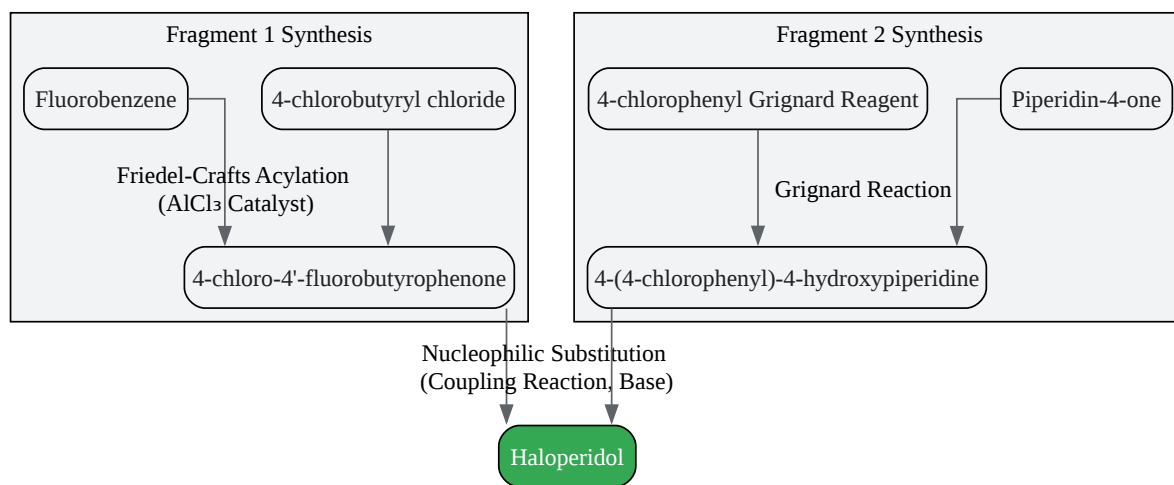 Fragment 1 Synthesis
Fragment 2 Synthesis
Fluorobenzene
4-chlorobutyryl chloride
4-chlorophenyl Grignard Reagent
Piperidin-4-one
Friedel-Crafts Acylation
(AlCl₃ Catalyst)
Grignard Reaction
4-chloro-4'-fluorobutyrophenone
4-(4-chlorophenyl)-4-hydroxypiperidine
Nucleophilic Substitution
(Coupling Reaction, Base)
Haloperidol